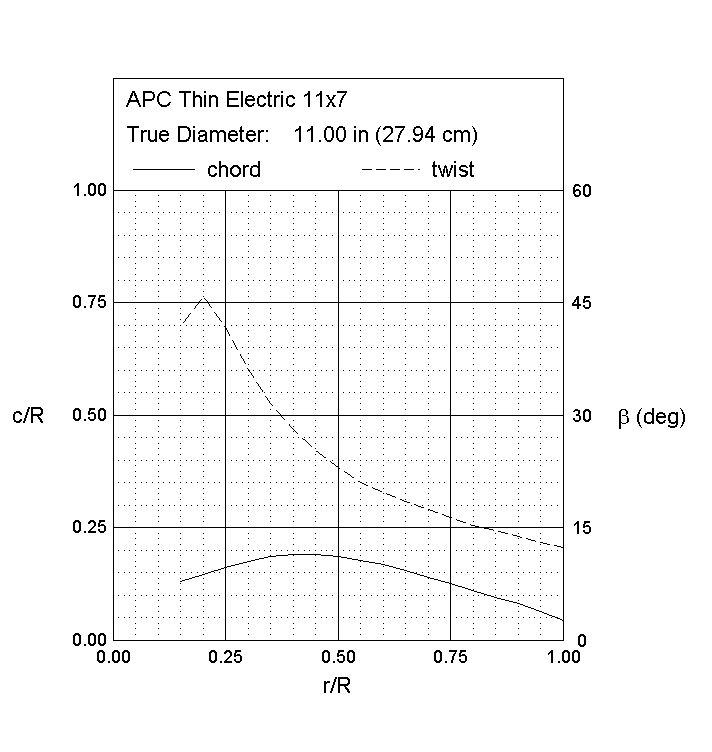 APC Thin Electric 11x7
True Diameter: 11.00 in (27.94 cm)
chord twist
1.00 60
0.75 45
c/R 0.50 30 β (deg)
0.25 15
0.00 0
0.00 0.25 0.50 0.75 1.00
r/R